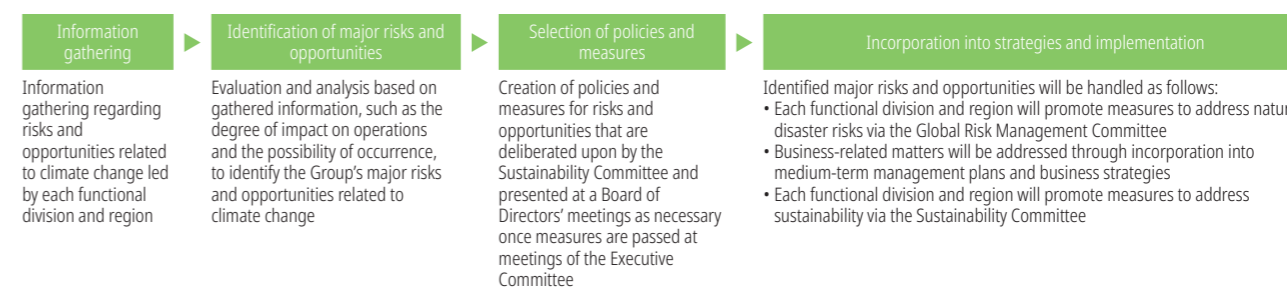 Information
gathering
Identification of major risks and
opportunities
Selection of policies and
measures
Incorporation into strategies and implementation
Information
gathering regarding
risks and
opportunities related
to climate change led
by each functional
division and region
Evaluation and analysis based on
gathered information, such as the
degree of impact on operations
and the possibility of occurrence,
to identify the Group’s major risks
and opportunities related to
climate change
Creation of policies and
measures for risks and
opportunities that are
deliberated upon by the
Sustainability Committee and
presented at a Board of
Directors’ meetings as necessary
once measures are passed at
meetings of the Executive
Committee
Identified major risks and opportunities will be handled as follows:
• Each functional division and region will promote measures to address
disaster risks via the Global Risk Management Committee
• Business-related matters will be addressed through incorporation into
medium-term management plans and business strategies
• Each functional division and region will promote measures to address
sustainability via the Sustainability Committee